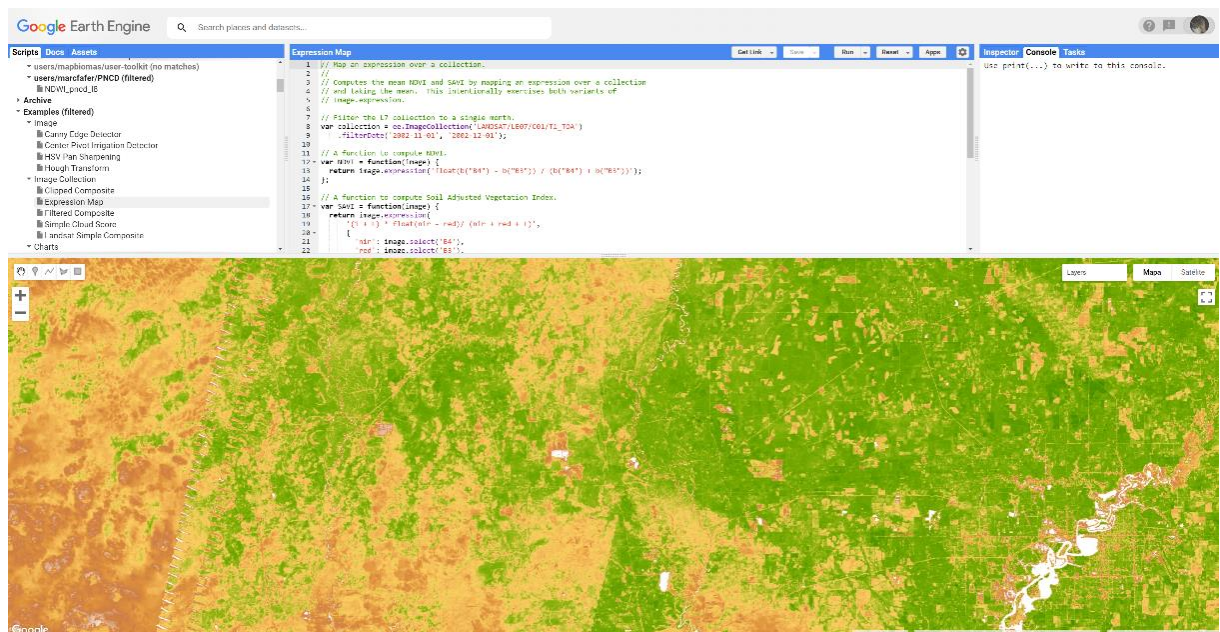 Google Earth Engine
Search places and datasets...
Scripts Docs Assets
users/mapbiomas/user-toolkit (no matches)
users/marcfafer/PNCD (filtered)
NDWI_pncd_l8
Archive
Examples (filtered)
Image
Canny Edge Detector
Center Pivot Irrigation Detector
HSV Pan Sharpening
Hough Transform
Image Collection
Clipped Composite
Expression Map
Filtered Composite
Simple Cloud Score
Landsat Simple Composite
Charts
Expression Map
Get Link Save Run Reset Apps
1 // Map an expression over a collection.
2 //
3 // Computes the mean NDVI and SAVI by mapping an expression over a collection
4 // and taking the mean. This intentionally exercises both variants of
5 // Image.expression.
6
7 // Filter the L7 collection to a single month.
8 var collection = ee.ImageCollection('LANDSAT/LE07/C01/T1_TOA')
9 .filterDate('2002-11-01', '2002-12-01');
10
11 // A function to compute NDVI.
12 var NDVI = function(image) {
13 return image.expression('float(b("B4") - b("B3")) / (b("B4") + b("B3"))');
14 };
15
16 // A function to compute Soil Adjusted Vegetation Index.
17 var SAVI = function(image) {
18 return image.expression(
19 '(1 + L) * float(nir - red)/ (nir + red + L)',
20 {
21 'nir': image.select('B4'),
22 'red': image.select('B3'),
Inspector Console Tasks
Use print(...) to write to this console.
Layers
Mapa Satélite
Google